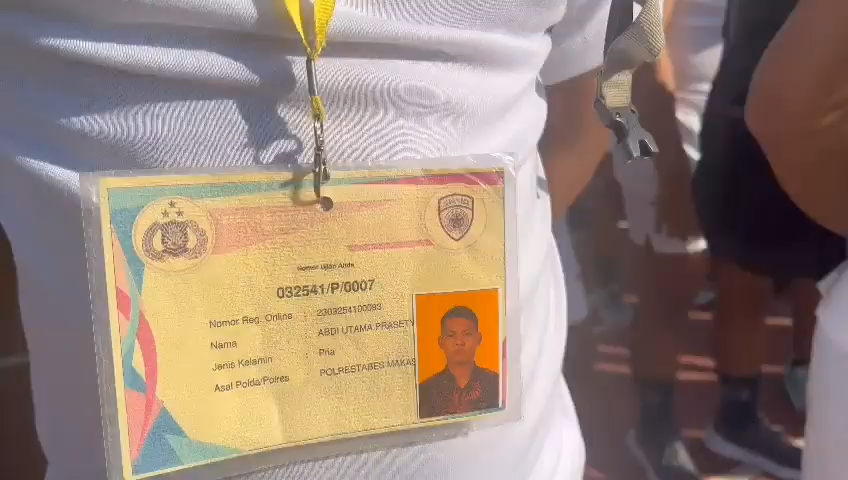 Nomor Ujian Anda
032541/P/0007
Nomor Reg. Online 2303254100093
Nama ABDI UTAMA PRASETY
Jenis Kelamin Pria
Asal Polda/Polres POLRESTABES MAKAS